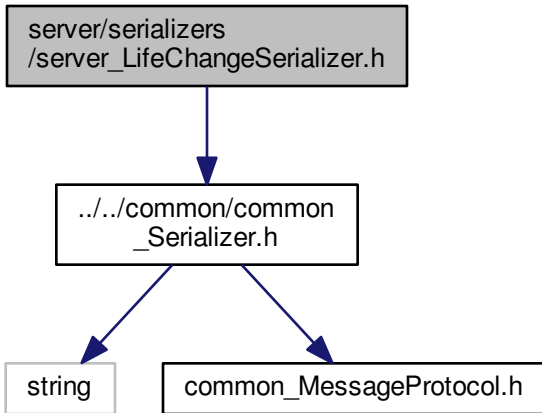 server/serializers
/server_LifeChangeSerializer.h
../../common/common
_Serializer.h
string
common_MessageProtocol.h